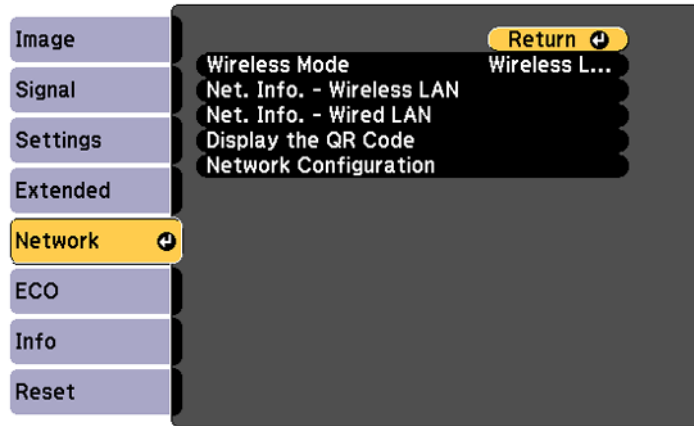 Image
Signal
Settings
Extended
Network
ECO
Info
Reset
Return
Wireless Mode Wireless L...
Net. Info. - Wireless LAN
Net. Info. - Wired LAN
Display the QR Code
Network Configuration